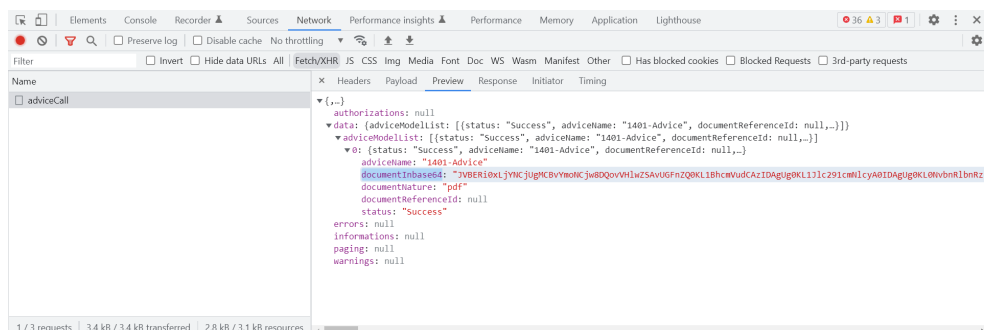 Elements Console Recorder Sources Network Performance insights Performance Memory Application Lighthouse 36 3 1
Preserve log Disable cache No throttling
Filter Invert Hide data URLs All Fetch/XHR JS CSS Img Media Font Doc WS Wasm Manifest Other Has blocked cookies Blocked Requests 3rd-party requests
Name × Headers Payload Preview Response Initiator Timing
adviceCall
▼{,…}
authorizations: null
▼data: {adviceModelList: [{status: "Success", adviceName: "1401-Advice", documentReferenceId: null,…}]}
▼adviceModelList: [{status: "Success", adviceName: "1401-Advice", documentReferenceId: null,…}]
▼0: {status: "Success", adviceName: "1401-Advice", documentReferenceId: null,…}
adviceName: "1401-Advice"
documentInbase64: "JVBERi0xLjYNCjUgMCBvYmoNCjw8DQovVHlwZSAvUGFnZQ0KL1BhcmVudCAzIDAgUg0KL1Jlc291cmNlcyA0IDAgUg0KL0NvbnRlbnRz
documentNature: "pdf"
documentReferenceId: null
status: "Success"
errors: null
informations: null
paging: null
warnings: null
1 / 3 requests 3.4 kB / 3.4 kB transferred 2.8 kB / 3.1 kB resources